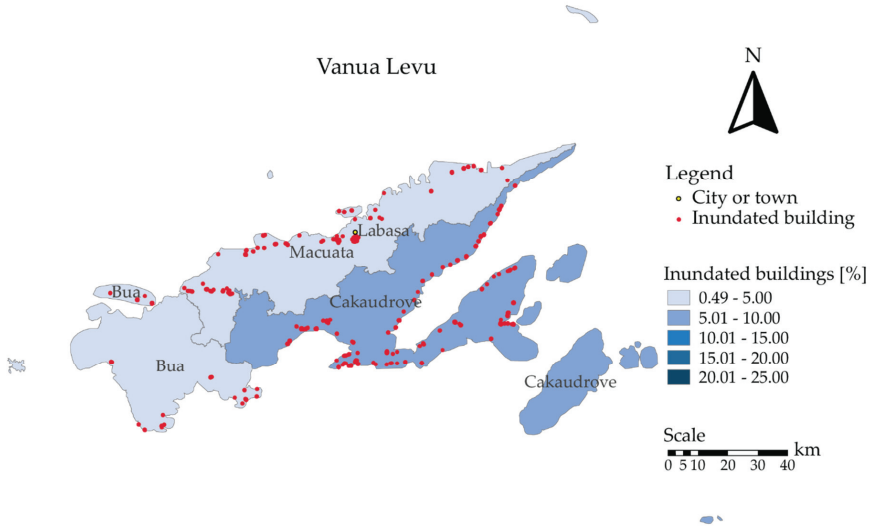 Vanua Levu
N
Legend
City or town
Inundated building
Labasa
Macuata
Bua
Cakaudrove
Inundated buildings [%]
0.49 - 5.00
5.01 - 10.00
10.01 - 15.00
15.01 - 20.00
20.01 - 25.00
Bua
Cakaudrove
Scale
km
0 5 10 20 30 40